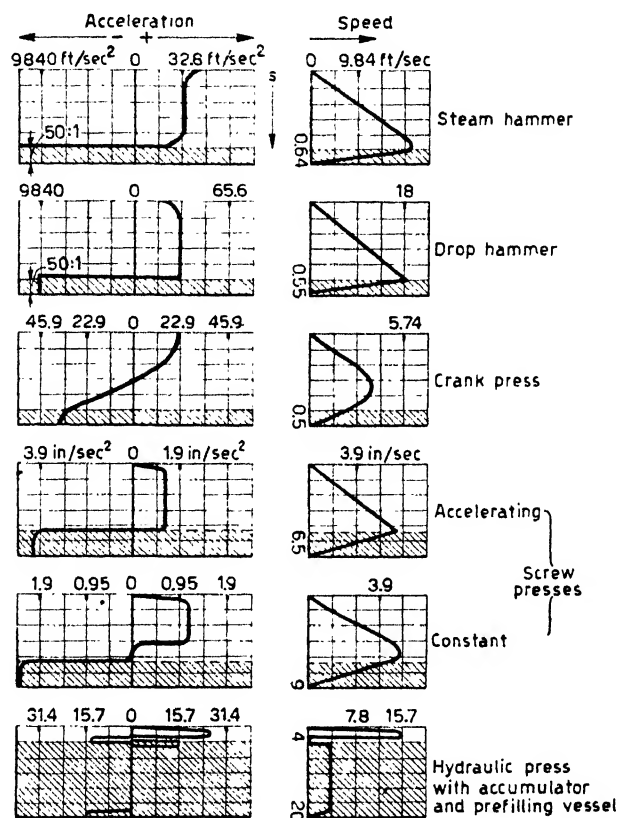 Acceleration
− +
Speed
9840 ft/sec² 0 32.8 ft/sec²
0 9.84 ft/sec
s
50:1
0.64
Steam hammer
9840 0 65.6
18
50:1
0.55
Drop hammer
45.9 22.9 0 22.9 45.9
5.74
0.5
Crank press
3.9 in/sec² 0 1.9 in/sec²
3.9 in/sec
6.5
Accelerating
Screw
presses
1.9 0.95 0 0.95 1.9
3.9
9
Constant
31.4 15.7 0 15.7 31.4
7.8 15.7
4
20
Hydraulic press
with accumulator
and prefilling vessel